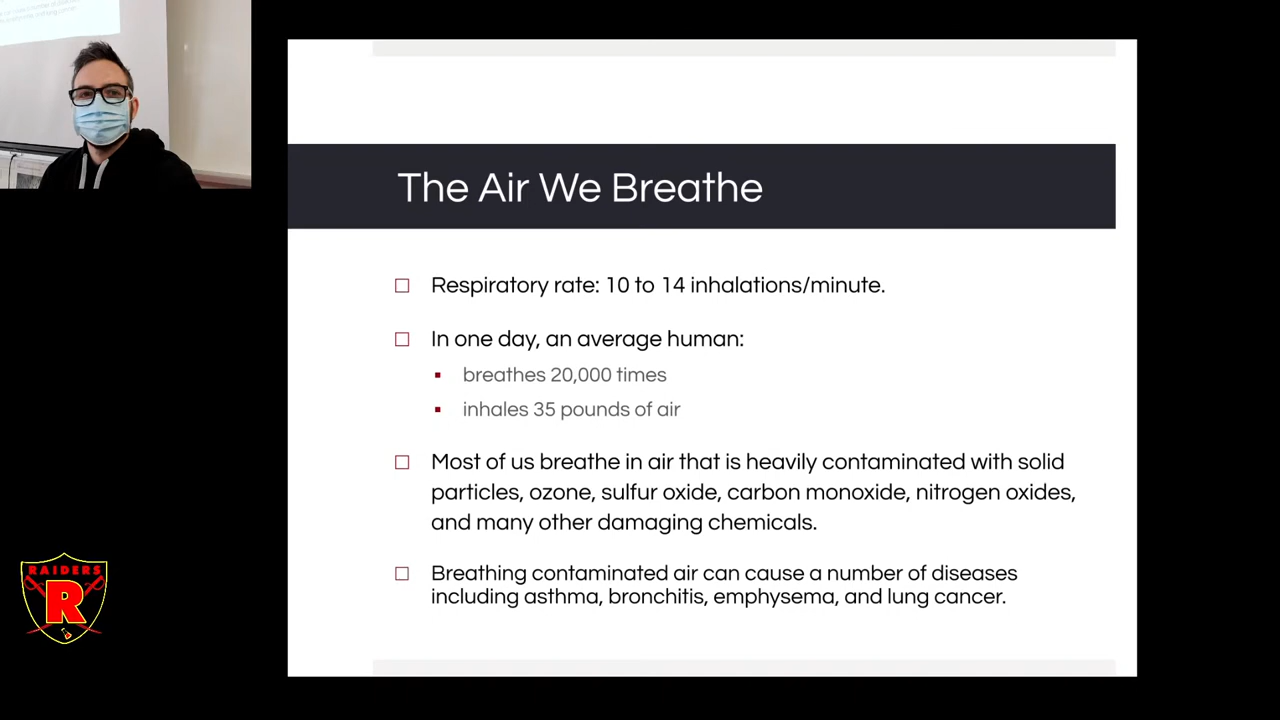 The Air We Breathe
Respiratory rate: 10 to 14 inhalations/minute.
In one day, an average human:
breathes 20,000 times
inhales 35 pounds of air
Most of us breathe in air that is heavily contaminated with solid
particles, ozone, sulfur oxide, carbon monoxide, nitrogen oxides,
and many other damaging chemicals.
Breathing contaminated air can cause a number of diseases
including asthma, bronchitis, emphysema, and lung cancer.
RAIDERS
R